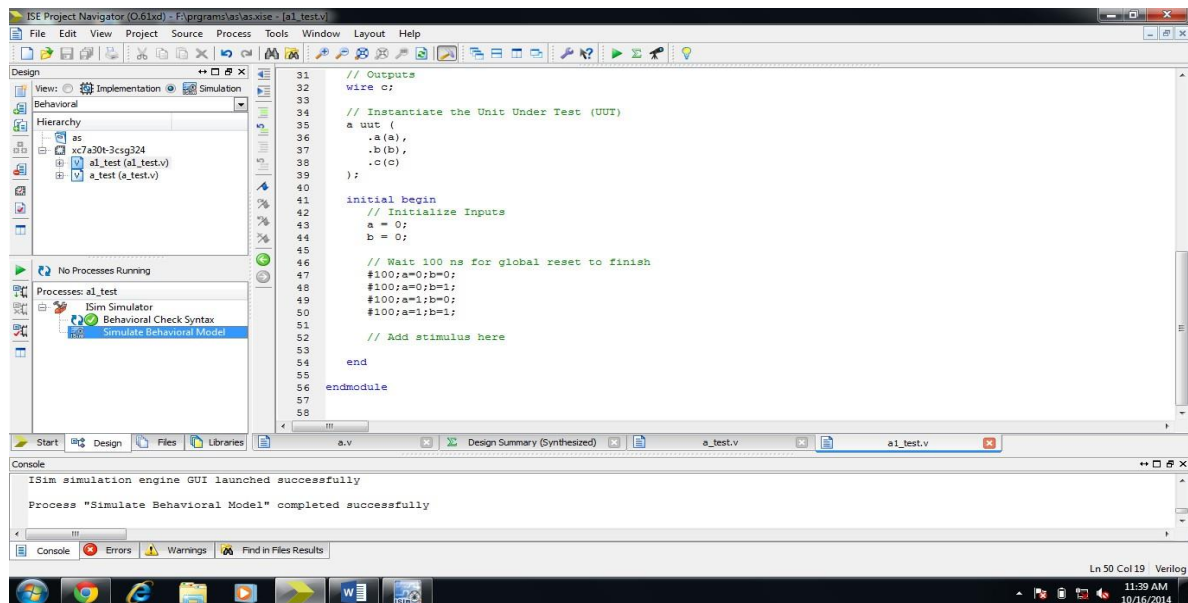 ISE Project Navigator (O.61xd) - F:\prgrams\as\as.xise - [a1_test.v]
File Edit View Project Source Process Tools Window Layout Help
Design
View: Implementation Simulation
Behavioral
Hierarchy
as
xc7a30t-3csg324
a1_test (a1_test.v)
a_test (a_test.v)
No Processes Running
Processes: a1_test
ISim Simulator
Behavioral Check Syntax
Simulate Behavioral Model
31 // Outputs
32 wire c;
33
34 // Instantiate the Unit Under Test (UUT)
35 a uut (
36 .a(a),
37 .b(b),
38 .c(c)
39 );
40
41 initial begin
42 // Initialize Inputs
43 a = 0;
44 b = 0;
45
46 // Wait 100 ns for global reset to finish
47 #100;a=0;b=0;
48 #100;a=0;b=1;
49 #100;a=1;b=0;
50 #100;a=1;b=1;
51
52 // Add stimulus here
53
54 end
55
56 endmodule
57
58
Start Design Files Libraries
a.v Design Summary (Synthesized) a_test.v a1_test.v
Console
ISim simulation engine GUI launched successfully
Process "Simulate Behavioral Model" completed successfully
Console Errors Warnings Find in Files Results
Ln 50 Col 19 Verilog
11:39 AM
10/16/2014